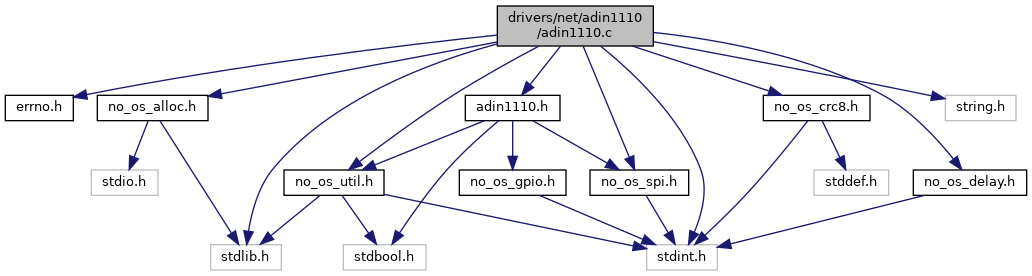 drivers/net/adin1110
/adin1110.c
errno.h
no_os_alloc.h
adin1110.h
no_os_crc8.h
string.h
stdio.h
no_os_util.h
no_os_gpio.h
no_os_spi.h
stddef.h
no_os_delay.h
stdlib.h
stdbool.h
stdint.h